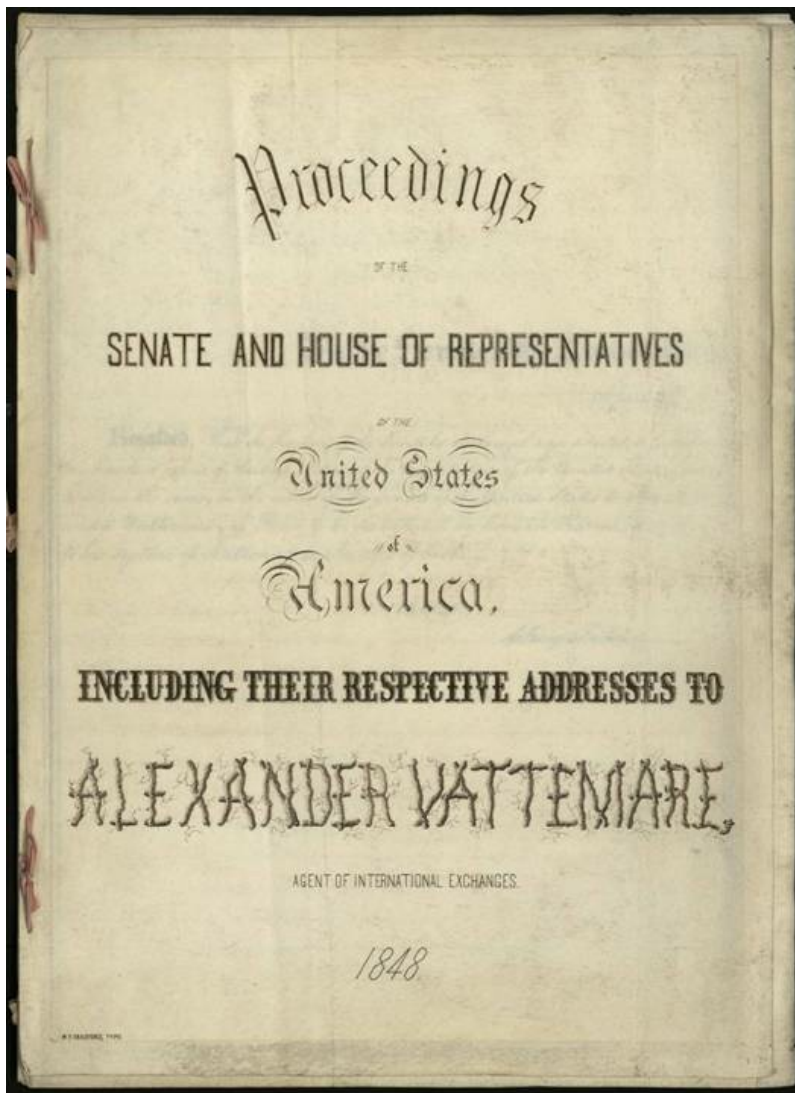 Proceedings
OF THE
SENATE AND HOUSE OF REPRESENTATIVES
OF THE
United States
of
America,
INCLUDING THEIR RESPECTIVE ADDRESSES TO
ALEXANDER VATTEMARE,
AGENT OF INTERNATIONAL EXCHANGES.
1848